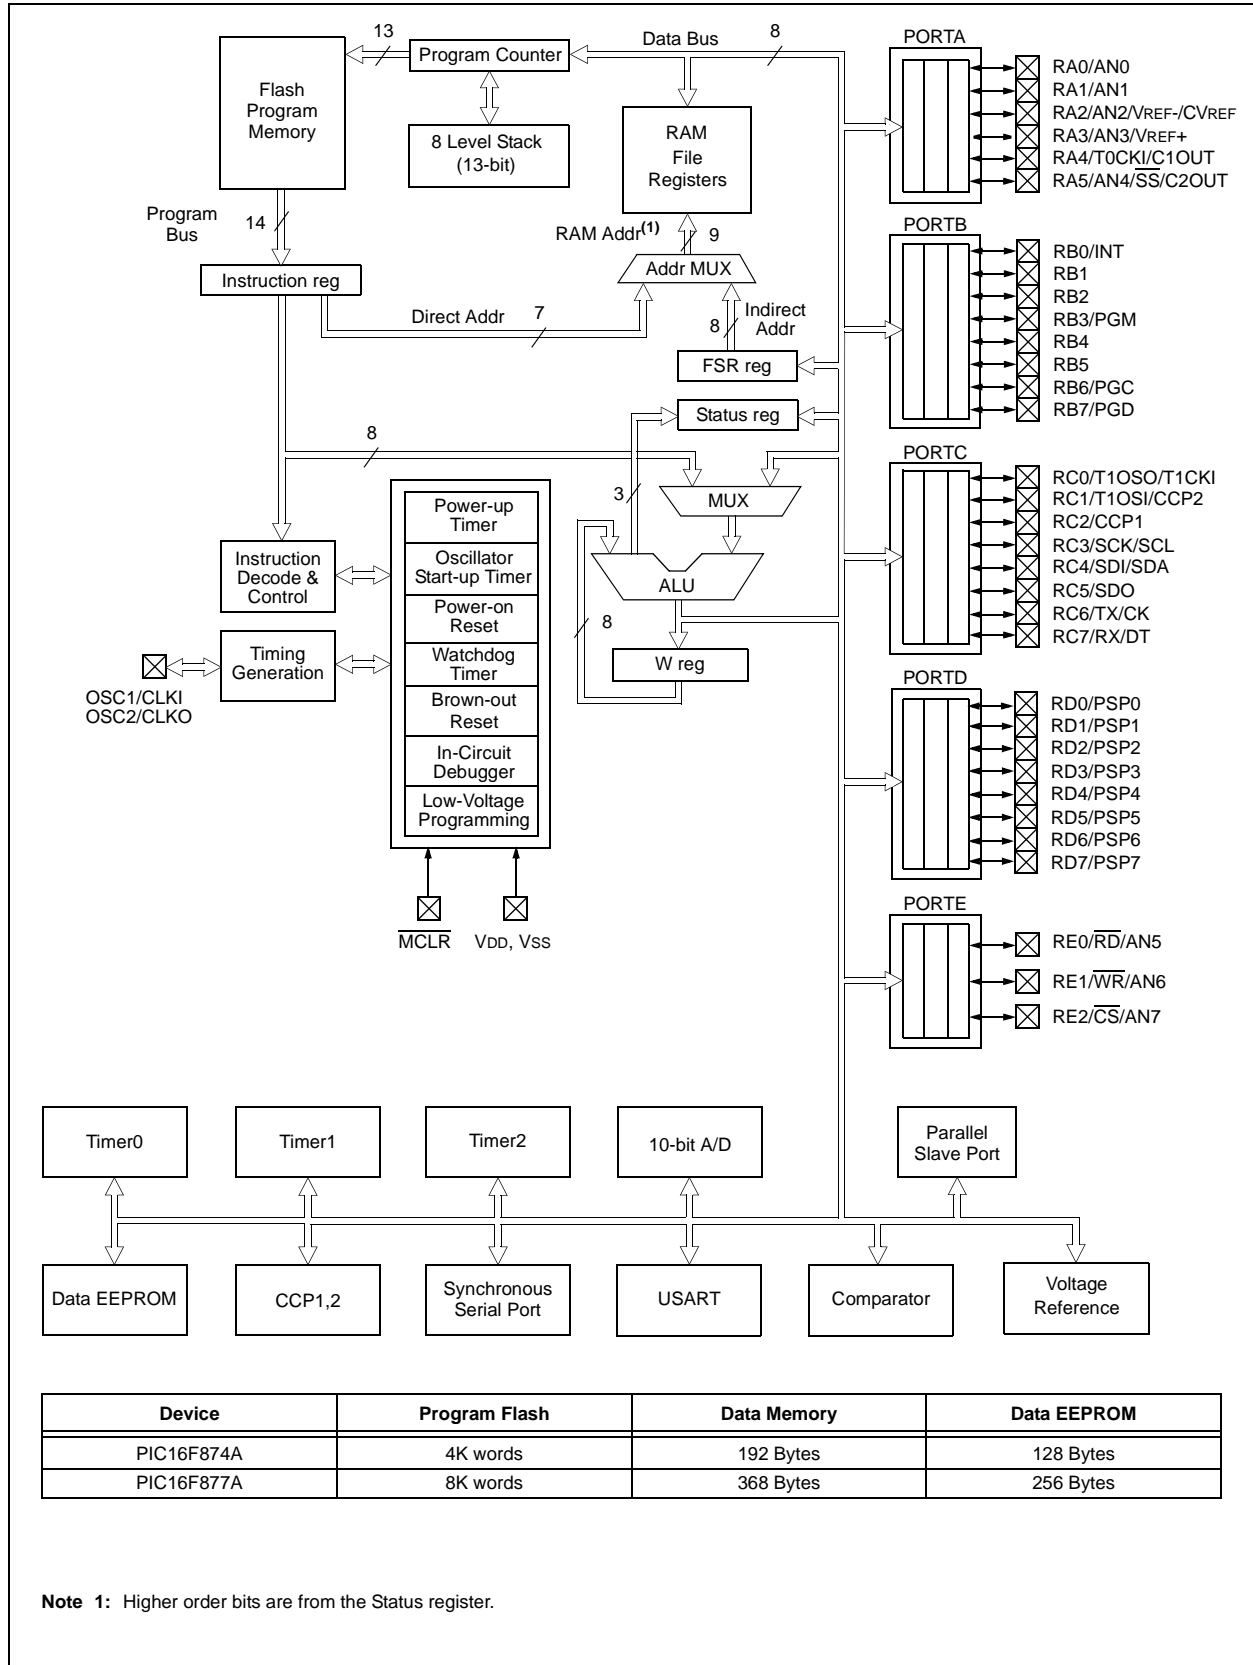 13
Program Counter
Data Bus
8
Flash
Program
Memory
8 Level Stack
(13-bit)
RAM
File
Registers
Program
Bus
14
RAM Addr(1)
9
Addr MUX
Instruction reg
Direct Addr
7
Indirect
Addr
8
FSR reg
Status reg
8
3
MUX
ALU
8
W reg
Power-up
Timer
Oscillator
Start-up Timer
Power-on
Reset
Watchdog
Timer
Brown-out
Reset
In-Circuit
Debugger
Low-Voltage
Programming
Instruction
Decode &
Control
Timing
Generation
OSC1/CLKI
OSC2/CLKO
MCLR
VDD, VSS
PORTA
RA0/AN0
RA1/AN1
RA2/AN2/VREF-/CVREF
RA3/AN3/VREF+
RA4/T0CKI/C1OUT
RA5/AN4/SS/C2OUT
PORTB
RB0/INT
RB1
RB2
RB3/PGM
RB4
RB5
RB6/PGC
RB7/PGD
PORTC
RC0/T1OSO/T1CKI
RC1/T1OSI/CCP2
RC2/CCP1
RC3/SCK/SCL
RC4/SDI/SDA
RC5/SDO
RC6/TX/CK
RC7/RX/DT
PORTD
RD0/PSP0
RD1/PSP1
RD2/PSP2
RD3/PSP3
RD4/PSP4
RD5/PSP5
RD6/PSP6
RD7/PSP7
PORTE
RE0/RD/AN5
RE1/WR/AN6
RE2/CS/AN7
Timer0
Timer1
Timer2
10-bit A/D
Parallel
Slave Port
Data EEPROM
CCP1,2
Synchronous
Serial Port
USART
Comparator
Voltage
Reference
Device Program Flash Data Memory Data EEPROM
PIC16F874A 4K words 192 Bytes 128 Bytes
PIC16F877A 8K words 368 Bytes 256 Bytes
Note 1: Higher order bits are from the Status register.